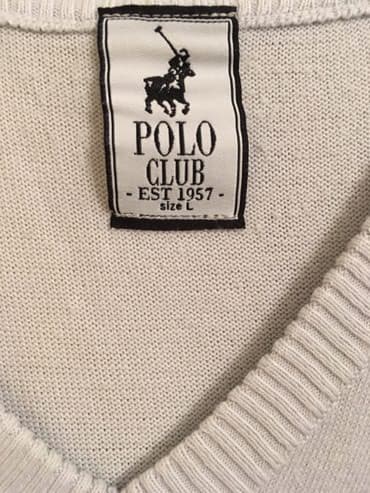 POLO
CLUB
- EST 1957 -
size L